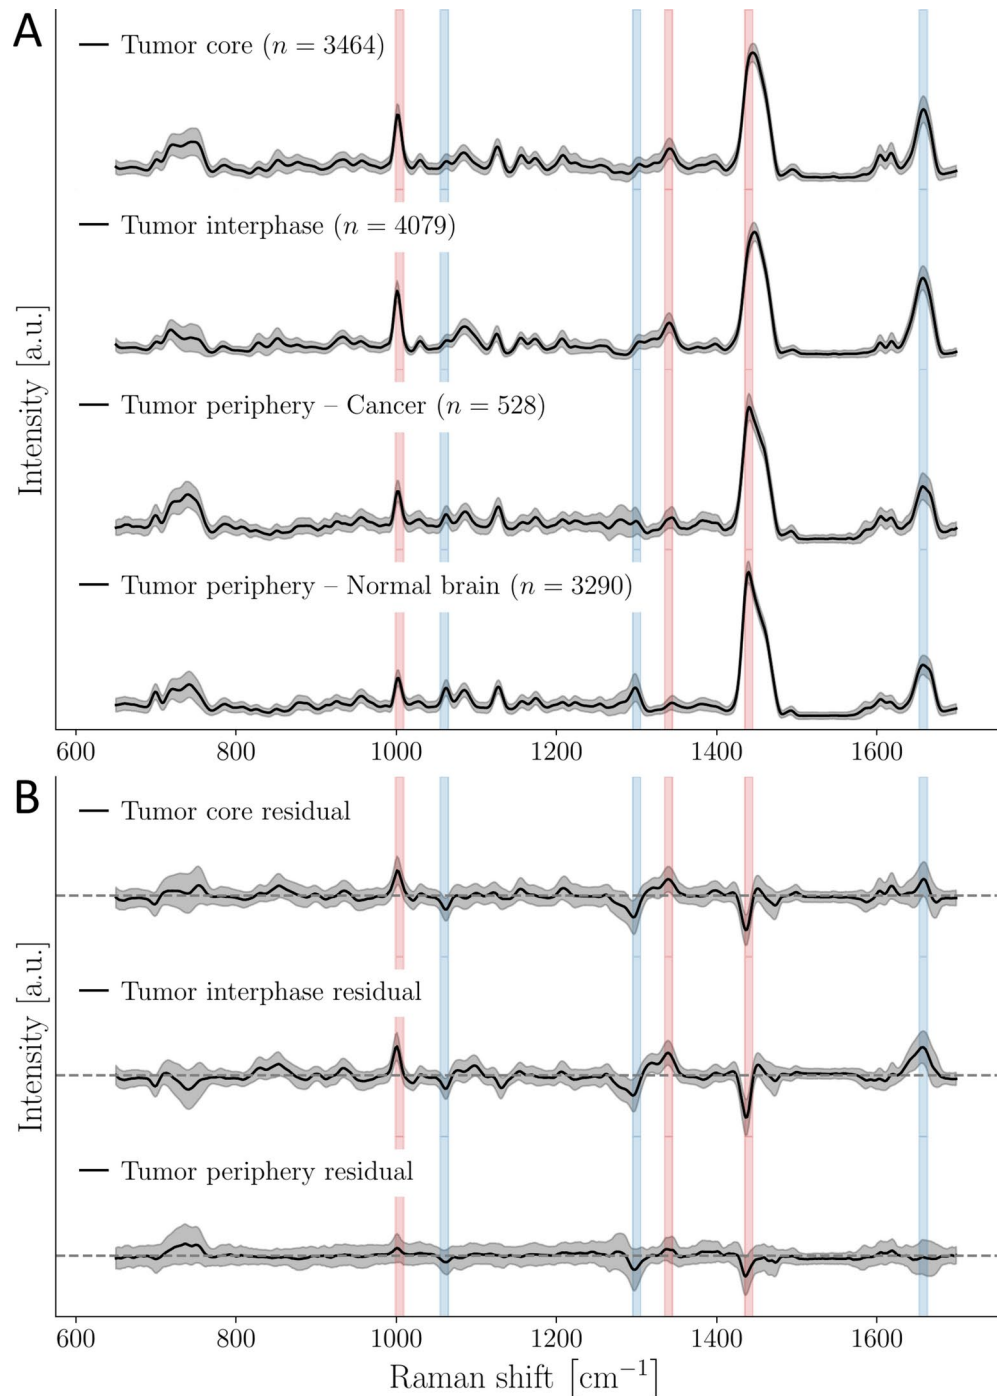 A
Tumor core (n = 3464)
Tumor interphase (n = 4079)
Tumor periphery – Cancer (n = 528)
Tumor periphery – Normal brain (n = 3290)
Intensity [a.u.]
600 800 1000 1200 1400 1600
B
Tumor core residual
Tumor interphase residual
Tumor periphery residual
Intensity [a.u.]
600 800 1000 1200 1400 1600
Raman shift [cm⁻¹]